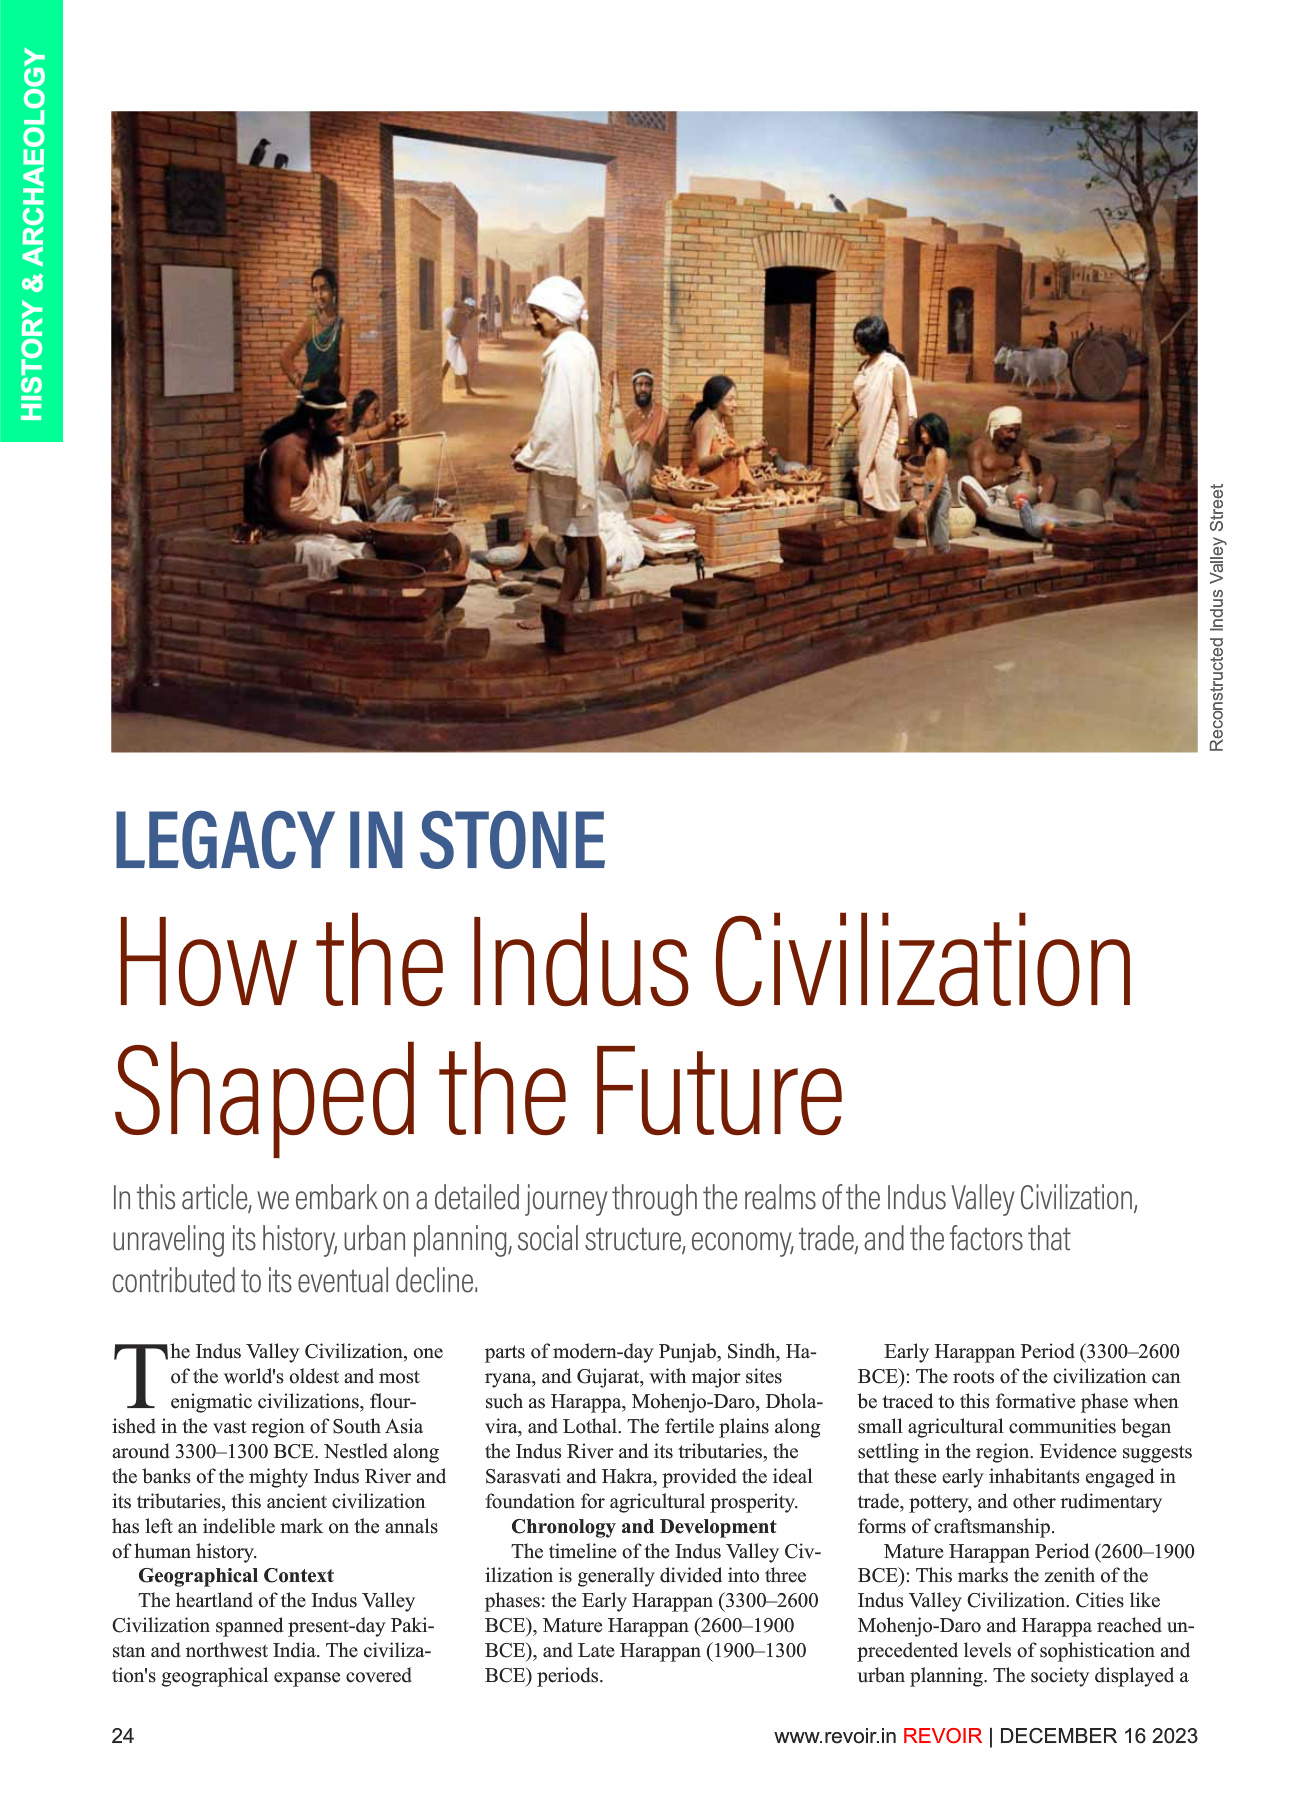 HISTORY & ARCHAEOLOGY
Reconstructed Indus Valley Street
LEGACY IN STONE
How the Indus Civilization
Shaped the Future
In this article, we embark on a detailed journey through the realms of the Indus Valley Civilization,
unraveling its history, urban planning, social structure, economy, trade, and the factors that
contributed to its eventual decline.
The Indus Valley Civilization, one
of the world's oldest and most
enigmatic civilizations, flour-
ished in the vast region of South Asia
around 3300–1300 BCE. Nestled along
the banks of the mighty Indus River and
its tributaries, this ancient civilization
has left an indelible mark on the annals
of human history.
Geographical Context
The heartland of the Indus Valley
Civilization spanned present-day Paki-
stan and northwest India. The civiliza-
tion's geographical expanse covered
parts of modern-day Punjab, Sindh, Ha-
ryana, and Gujarat, with major sites
such as Harappa, Mohenjo-Daro, Dhola-
vira, and Lothal. The fertile plains along
the Indus River and its tributaries, the
Sarasvati and Hakra, provided the ideal
foundation for agricultural prosperity.
Chronology and Development
The timeline of the Indus Valley Civ-
ilization is generally divided into three
phases: the Early Harappan (3300–2600
BCE), Mature Harappan (2600–1900
BCE), and Late Harappan (1900–1300
BCE) periods.
Early Harappan Period (3300–2600
BCE): The roots of the civilization can
be traced to this formative phase when
small agricultural communities began
settling in the region. Evidence suggests
that these early inhabitants engaged in
trade, pottery, and other rudimentary
forms of craftsmanship.
Mature Harappan Period (2600–1900
BCE): This marks the zenith of the
Indus Valley Civilization. Cities like
Mohenjo-Daro and Harappa reached un-
precedented levels of sophistication and
urban planning. The society displayed a
24
www.revoir.in REVOIR | DECEMBER 16 2023